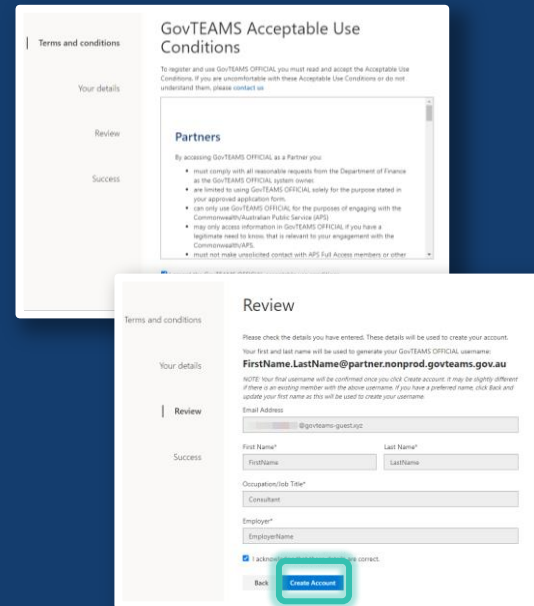 Terms and conditions
Your details
Review
Success
GovTEAMS Acceptable Use
Conditions
To register and use GovTEAMS OFFICIAL you must read and accept the Acceptable Use
Conditions. If you are uncomfortable with these Acceptable Use Conditions or do not
understand them, please contact us
Partners
By accessing GovTEAMS OFFICIAL as a Partner you:
must comply with all reasonable requests from the Department of Finance
as the GovTEAMS OFFICIAL system owner.
are limited to using GovTEAMS OFFICIAL solely for the purpose stated in
your approved application form.
can only use GovTEAMS OFFICIAL for the purposes of engaging with the
Commonwealth/Australian Public Service (APS)
may only access information in GovTEAMS OFFICIAL if you have a
legitimate need to know, that is relevant to your engagement with the
Commonwealth/APS.
must not make unsolicited contact with APS Full Access members or other
Terms and conditions
Your details
Review
Success
Review
Please check the details you have entered. These details will be used to create your account.
Your first and last name will be used to generate your GovTEAMS OFFICIAL username:
FirstName.LastName@partner.nonprod.govteams.gov.au
NOTE: Your final username will be confirmed once you click Create account. It may be slightly different
if there is an existing member with the above username. If you have a preferred name, click Back and
update your first name as this will be used to create your username.
Email Address
@govteams-guest.xyz
First Name* Last Name*
FirstName LastName
Occupation/Job Title*
Consultant
Employer*
EmployerName
I are correct.
Back Create Account